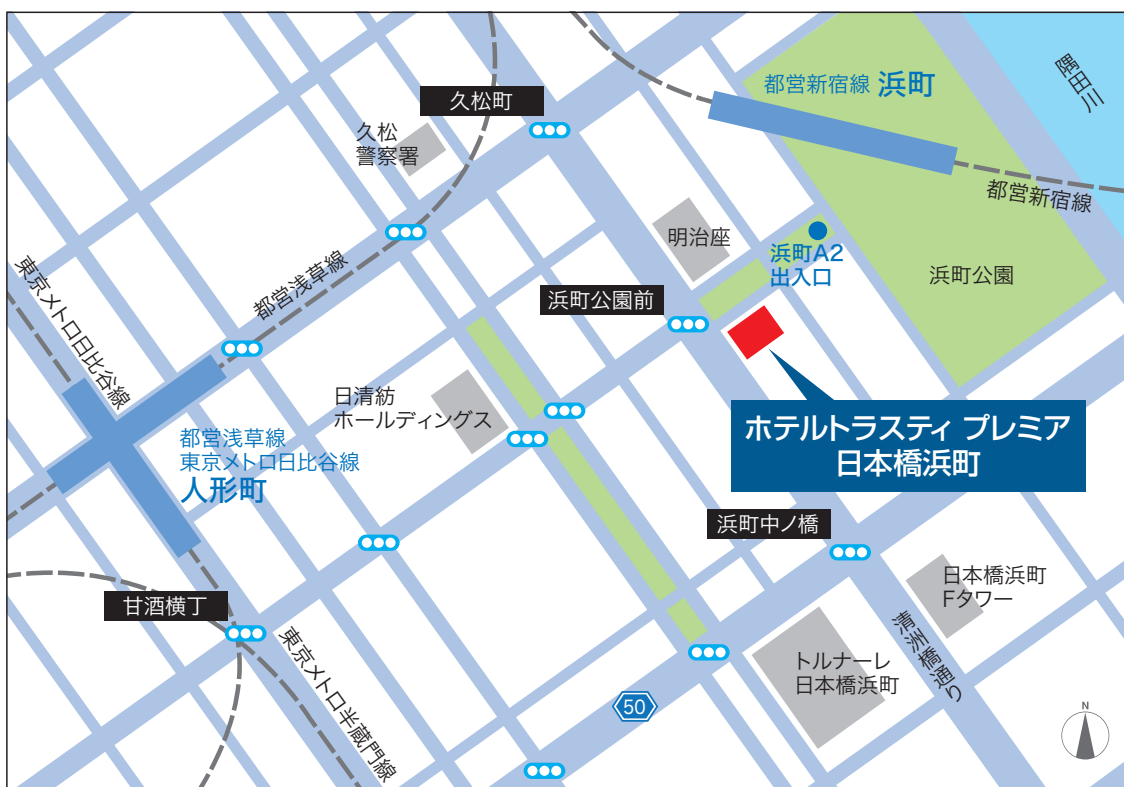 隅田川
都営新宿線 浜町
久松町
久松
警察署
都営新宿線
明治座
浜町A2
出入口
浜町公園
都営浅草線
東京メトロ日比谷線
浜町公園前
日清紡
ホールディングス
ホテルトラスティ プレミア
日本橋浜町
都営浅草線
東京メトロ日比谷線
人形町
浜町中ノ橋
日本橋浜町
Fタワー
甘酒横丁
清洲橋通り
東京メトロ半蔵門線
トルナーレ
日本橋浜町
50
N